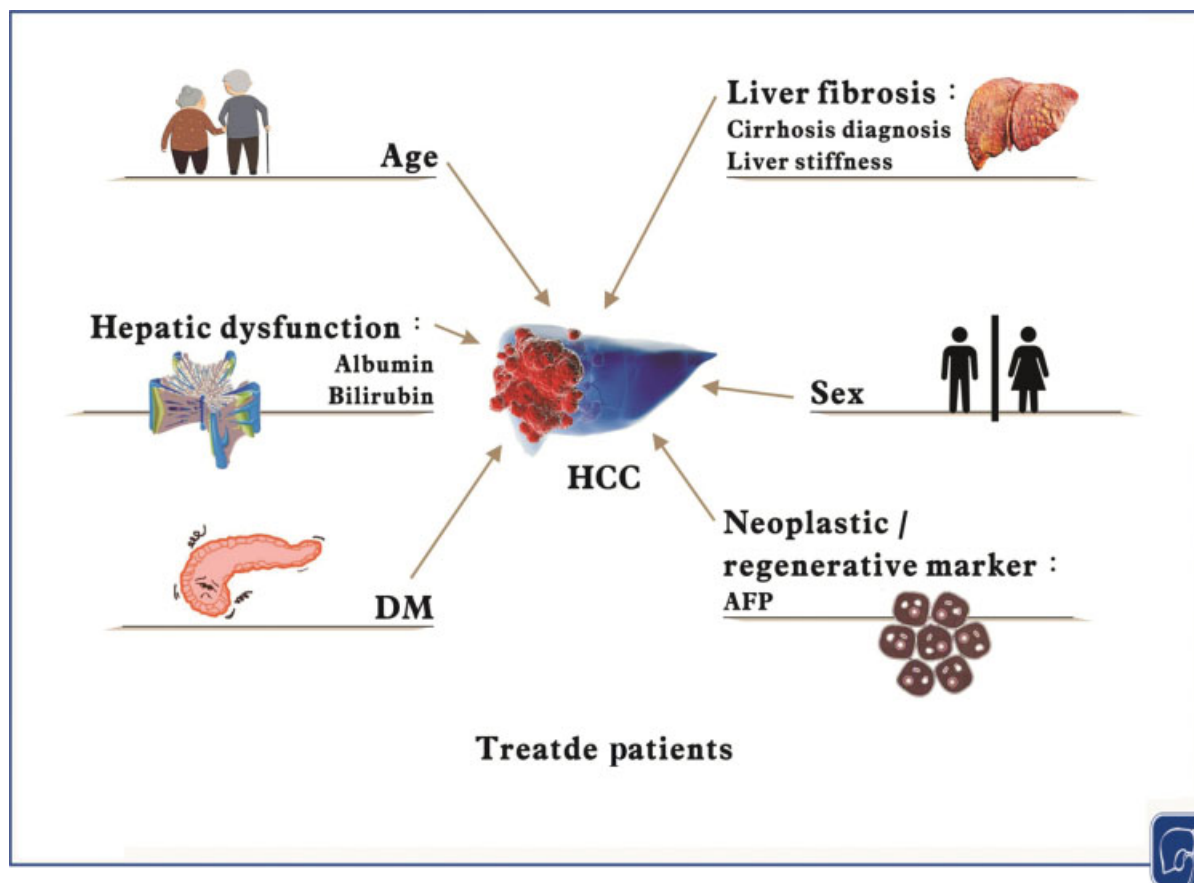 Age
Liver fibrosis：
Cirrhosis diagnosis
Liver stiffness
Hepatic dysfunction：
Albumin
Bilirubin
Sex
HCC
DM
Neoplastic /
regenerative marker：
AFP
Treatde patients